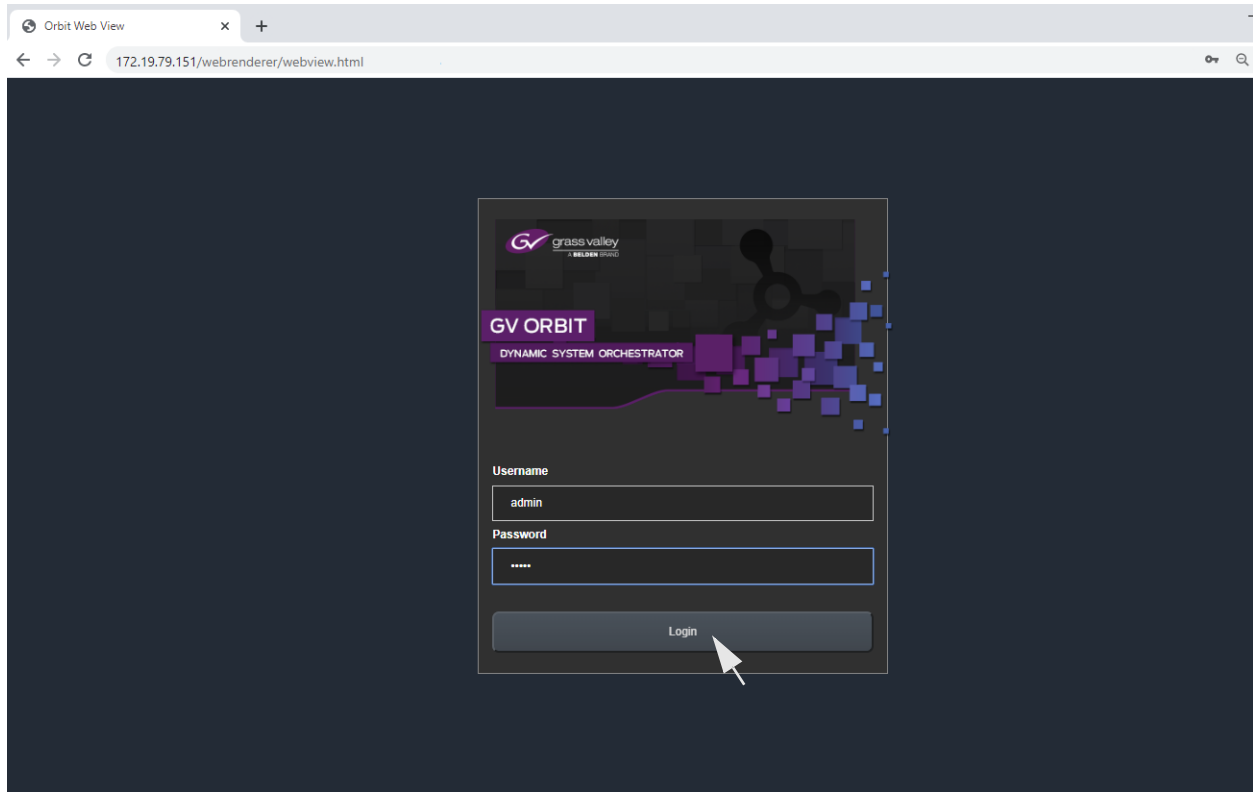 Orbit Web View
172.19.79.151/webrenderer/webview.html
GV grass valley
A BELDEN BRAND
GV ORBIT
DYNAMIC SYSTEM ORCHESTRATOR
Username
admin
Password
•••••
Login